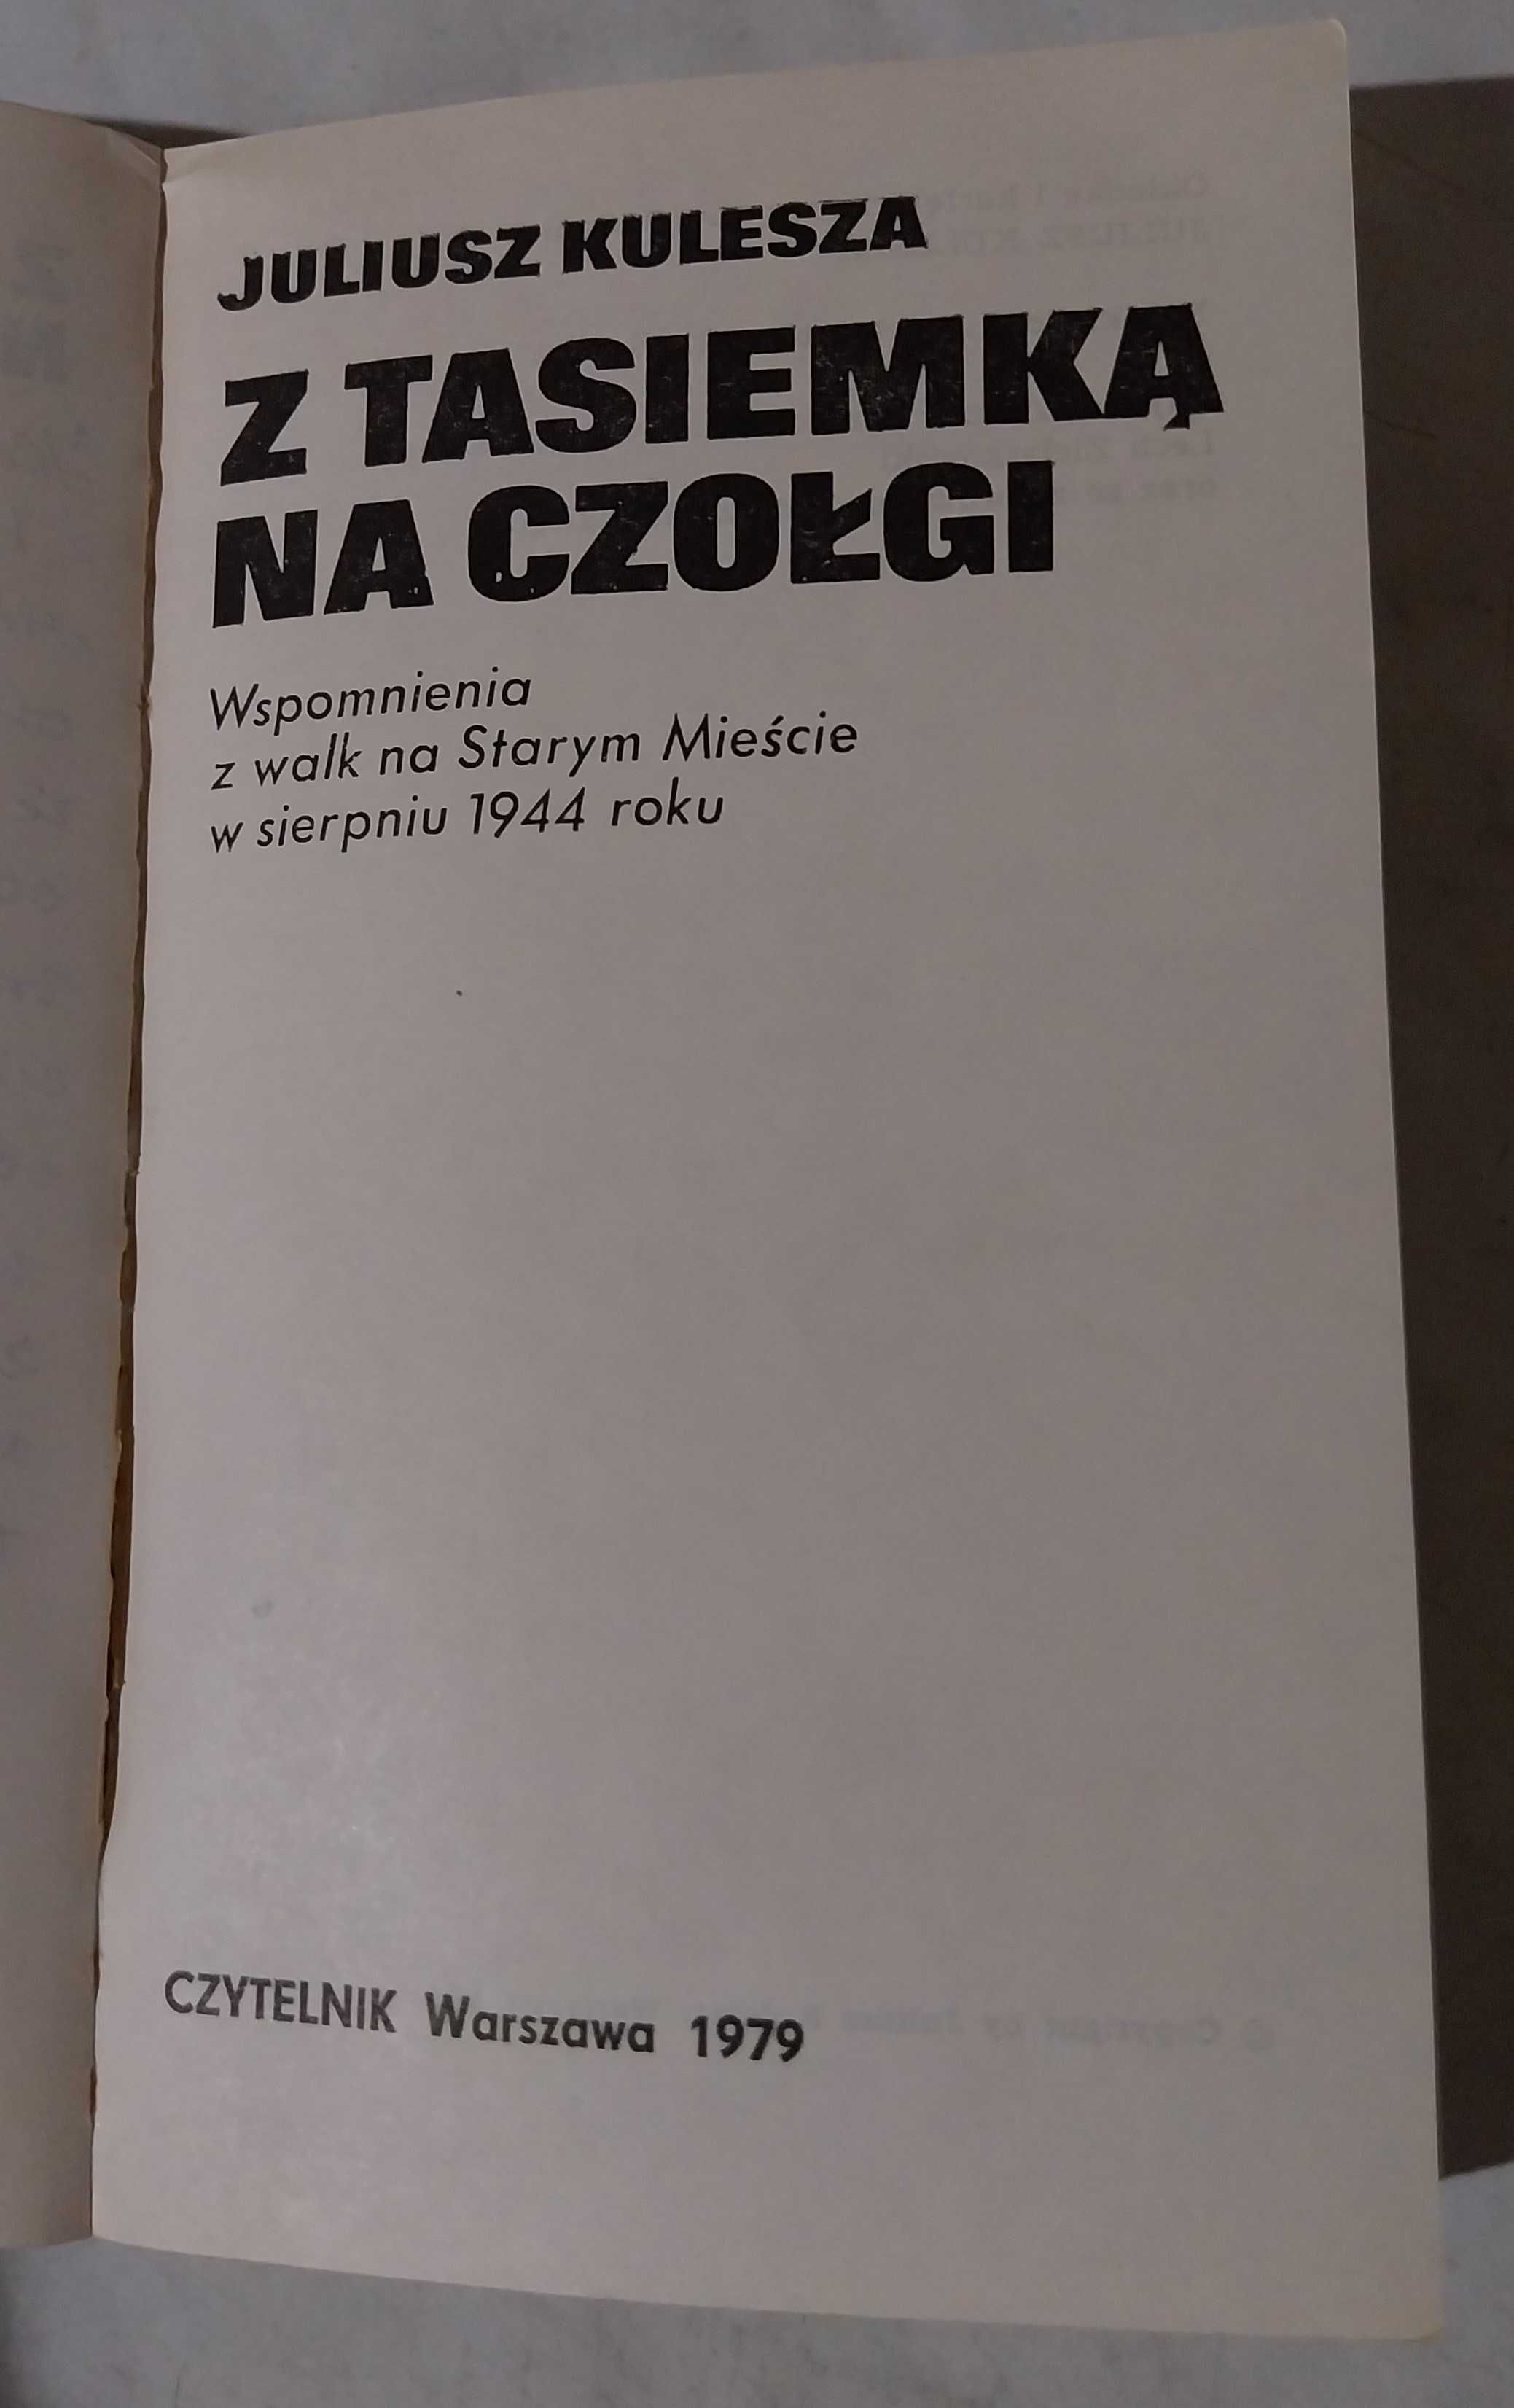 JULIUSZ KULESZA
Z TASIEMKĄ
NA CZOŁGI
Wspomnienia
z walk na Starym Mieście
w sierpniu 1944 roku
CZYTELNIK Warszawa 1979